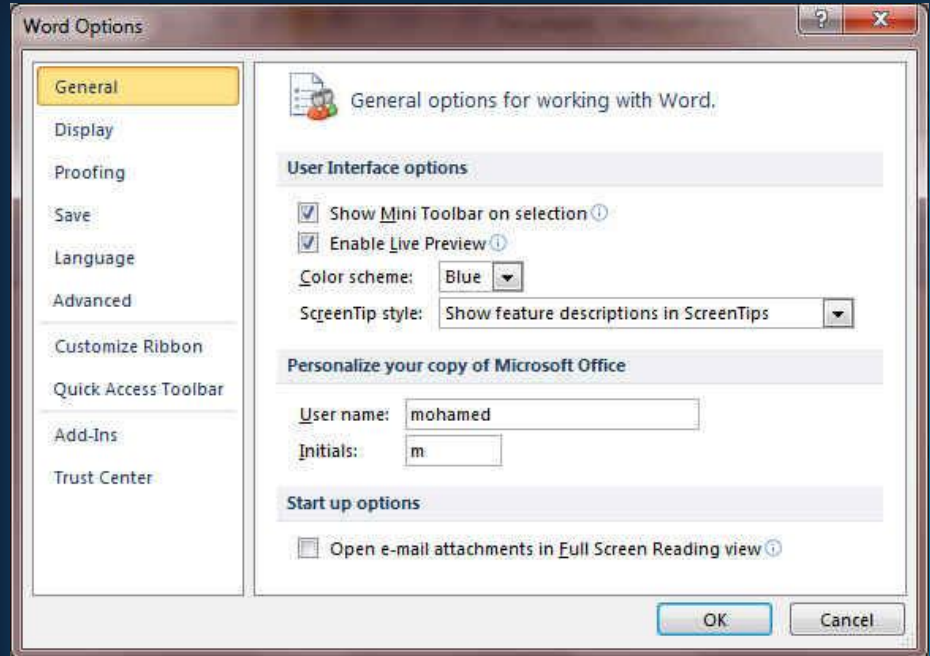 Word Options
General
Display
Proofing
Save
Language
Advanced
Customize Ribbon
Quick Access Toolbar
Add-Ins
Trust Center
General options for working with Word.
User Interface options
Show Mini Toolbar on selection
Enable Live Preview
Color scheme: Blue
ScreenTip style: Show feature descriptions in ScreenTips
Personalize your copy of Microsoft Office
User name: mohamed
Initials: m
Start up options
Open e-mail attachments in Full Screen Reading view
OK Cancel